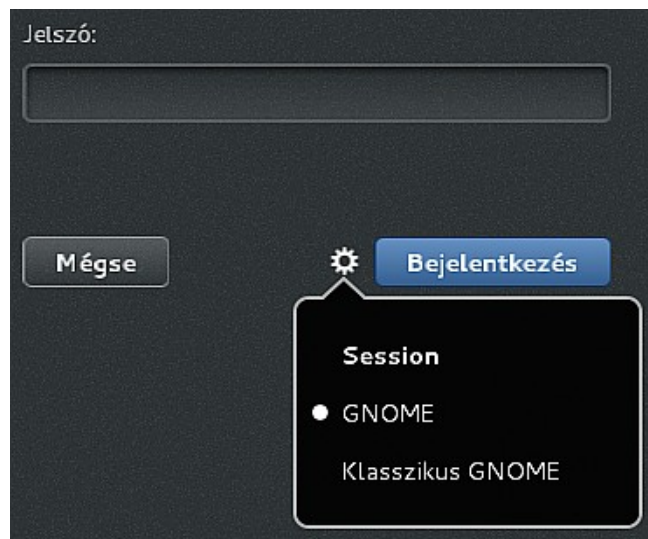 Jelszó:
Mégse
Bejelentkezés
Session
GNOME
Klasszikus GNOME